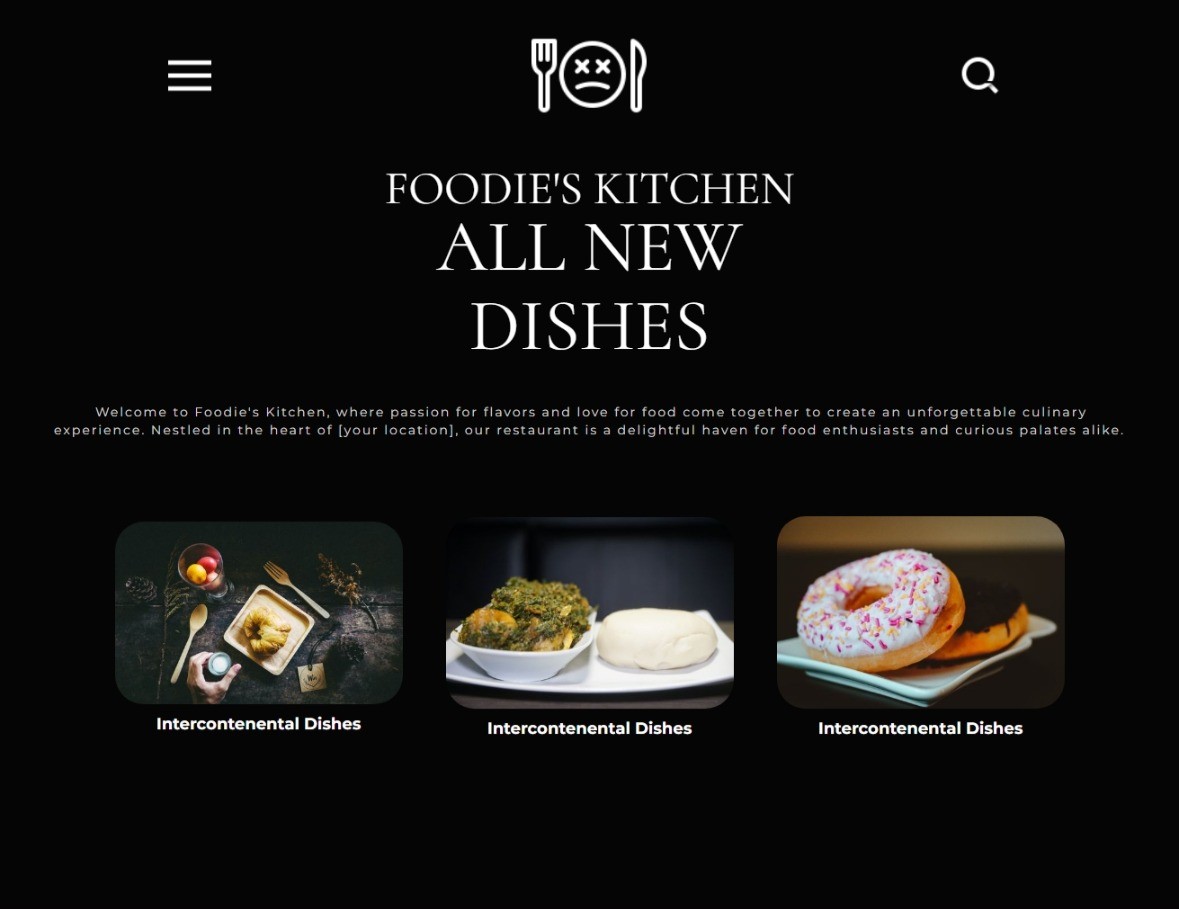 FOODIE'S KITCHEN
ALL NEW
DISHES
Welcome to Foodie's Kitchen, where passion for flavors and love for food come together to create an unforgettable culinary
experience. Nestled in the heart of [your location], our restaurant is a delightful haven for food enthusiasts and curious palates alike.
Intercontenental Dishes
Intercontenental Dishes
Intercontenental Dishes